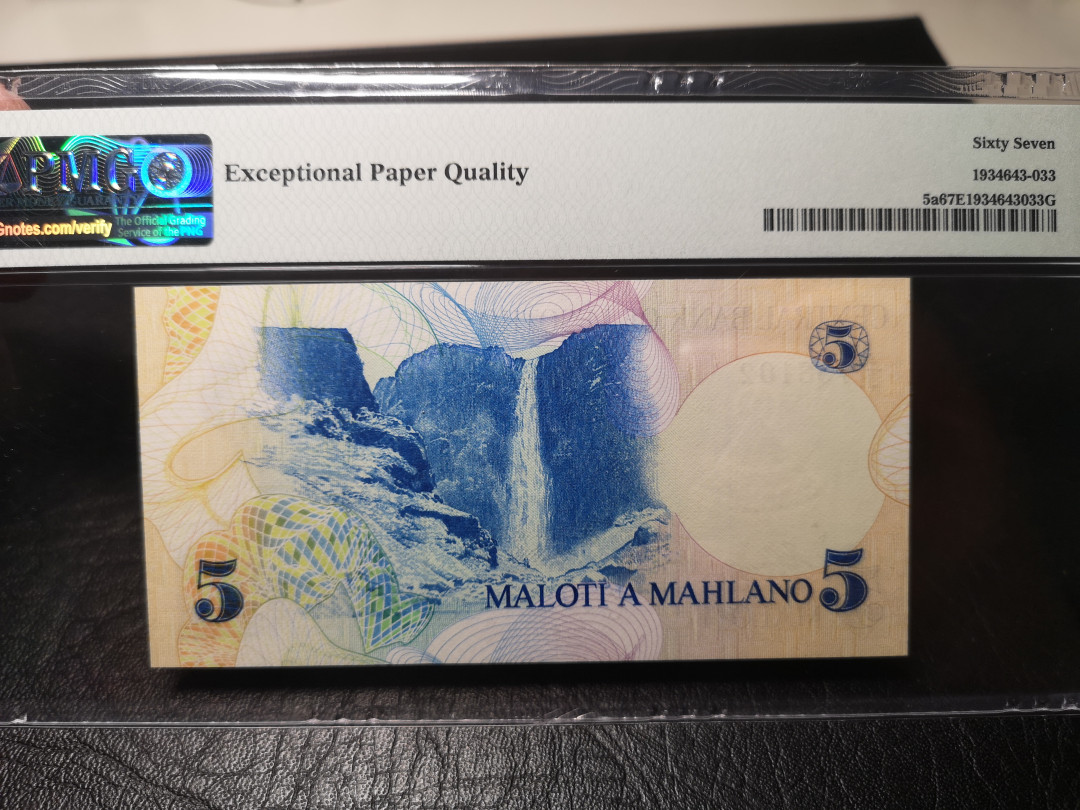 PMG
Gnotes.com/verify
The Official Grading
Service of the PNG
Exceptional Paper Quality
Sixty Seven
1934643-033
5a67E1934643033G
5
5
MALOTI A MAHLANO
5